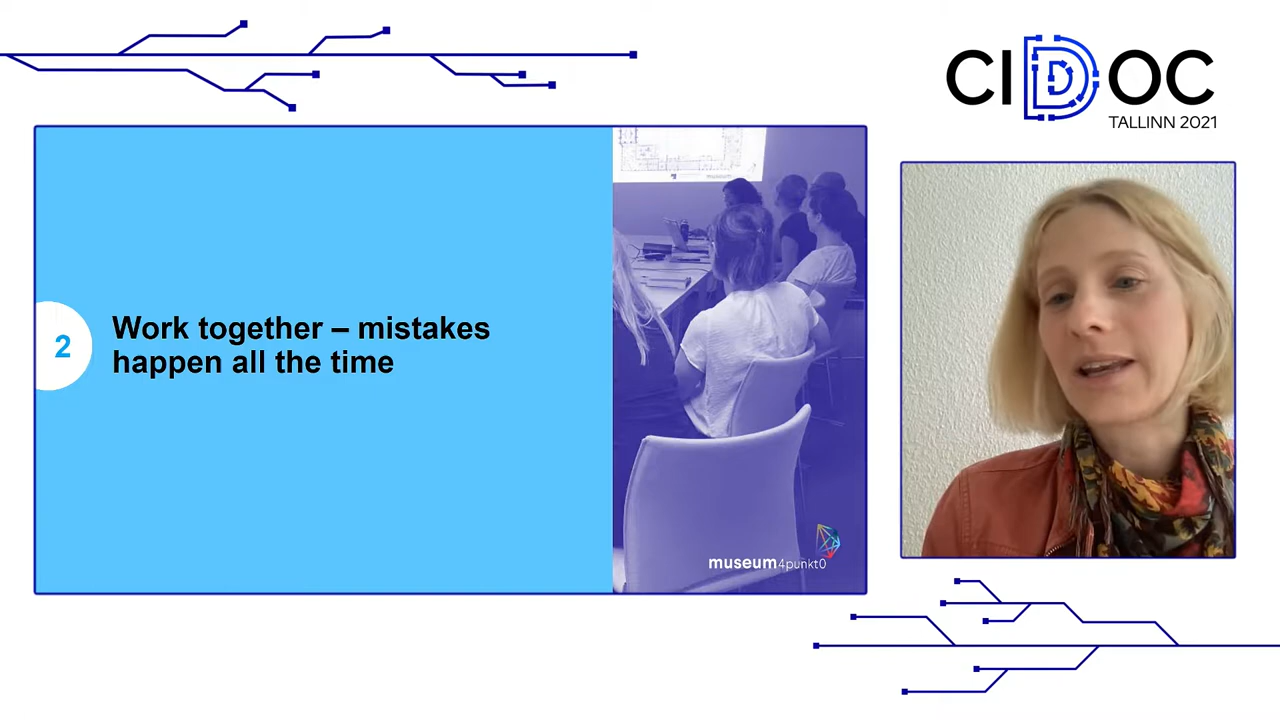 CIDOC
TALLINN 2021
2
Work together – mistakes
happen all the time
museum4punkt0